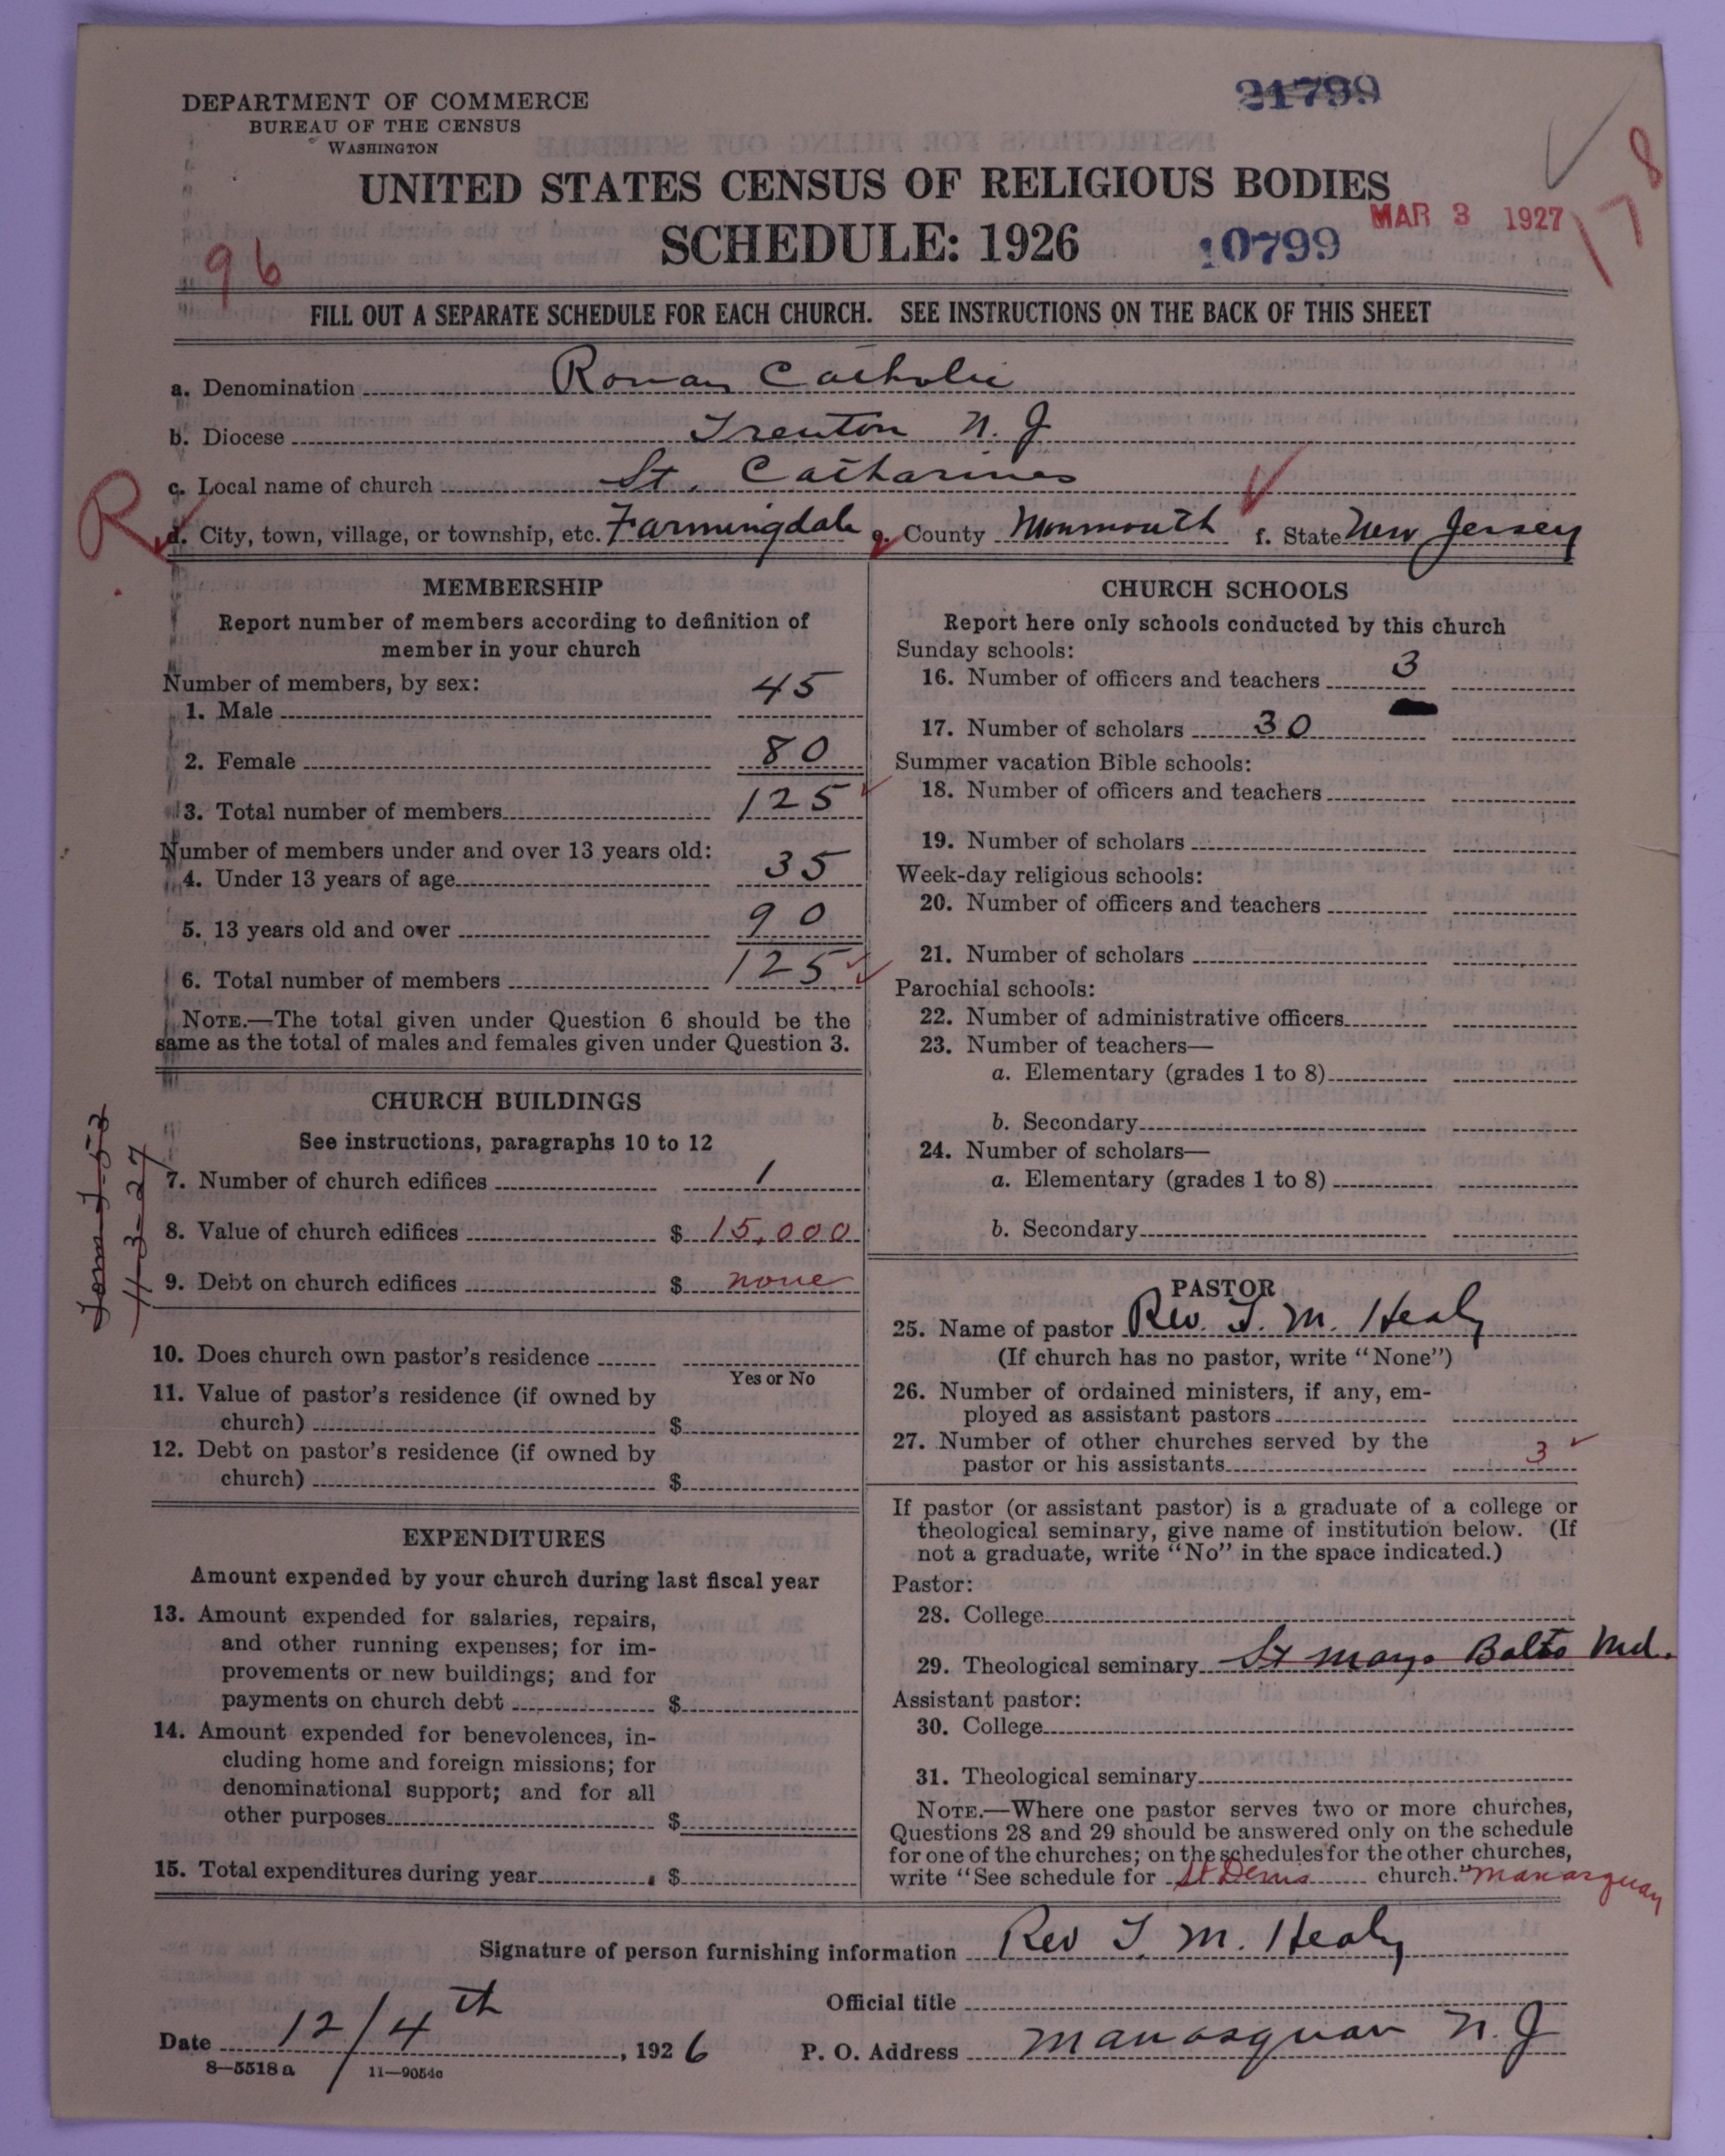 DEPARTMENT OF COMMERCE
BUREAU OF THE CENSUS
WASHINGTON
21799
UNITED STATES CENSUS OF RELIGIOUS BODIES
SCHEDULE: 1926
10799
MAR 3 1927
178
96
FILL OUT A SEPARATE SCHEDULE FOR EACH CHURCH. SEE INSTRUCTIONS ON THE BACK OF THIS SHEET
a. Denomination Roman Catholic
b. Diocese Trenton N. J
c. Local name of church St. Catharines
R
d. City, town, village, or township, etc. Farmingdale e. County Monmouth f. State New Jersey
MEMBERSHIP
Report number of members according to definition of
member in your church
Number of members, by sex:
1. Male 45
2. Female 80
3. Total number of members 125
Number of members under and over 13 years old:
4. Under 13 years of age 35
5. 13 years old and over 90
6. Total number of members 125
NOTE.—The total given under Question 6 should be the
same as the total of males and females given under Question 3.
CHURCH BUILDINGS
See instructions, paragraphs 10 to 12
7. Number of church edifices 1
8. Value of church edifices $ 15,000
9. Debt on church edifices $ none
Form J-53
4-3-27
10. Does church own pastor's residence
Yes or No
11. Value of pastor's residence (if owned by
church) $
12. Debt on pastor's residence (if owned by
church) $
EXPENDITURES
Amount expended by your church during last fiscal year
13. Amount expended for salaries, repairs,
and other running expenses; for im-
provements or new buildings; and for
payments on church debt $
14. Amount expended for benevolences, in-
cluding home and foreign missions; for
denominational support; and for all
other purposes $
15. Total expenditures during year $
CHURCH SCHOOLS
Report here only schools conducted by this church
Sunday schools:
16. Number of officers and teachers 3
17. Number of scholars 30
Summer vacation Bible schools:
18. Number of officers and teachers
19. Number of scholars
Week-day religious schools:
20. Number of officers and teachers
21. Number of scholars
Parochial schools:
22. Number of administrative officers
23. Number of teachers—
a. Elementary (grades 1 to 8)
b. Secondary
24. Number of scholars—
a. Elementary (grades 1 to 8)
b. Secondary
PASTOR
25. Name of pastor Rev. T. M. Healy
(If church has no pastor, write "None")
26. Number of ordained ministers, if any, em-
ployed as assistant pastors
27. Number of other churches served by the
pastor or his assistants 3
If pastor (or assistant pastor) is a graduate of a college or
theological seminary, give name of institution below. (If
not a graduate, write "No" in the space indicated.)
Pastor:
28. College
29. Theological seminary St Marys Balto Md.
Assistant pastor:
30. College
31. Theological seminary
NOTE.—Where one pastor serves two or more churches,
Questions 28 and 29 should be answered only on the schedule
for one of the churches; on the schedules for the other churches,
write "See schedule for St Denis church." Manasquan
Signature of person furnishing information Rev T. M. Healy
Official title
Date 12/4th, 1926 P. O. Address Manasquan N. J
8—5518 a 11—9054c